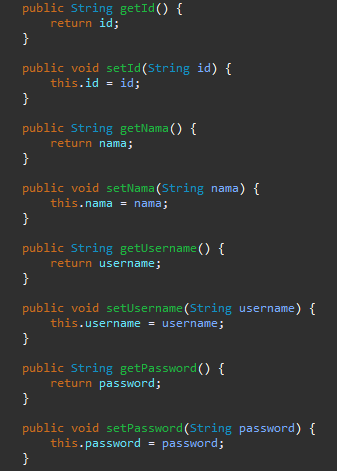 public String getId() {
return id;
}
public void setId(String id) {
this.id = id;
}
public String getNama() {
return nama;
}
public void setNama(String nama) {
this.nama = nama;
}
public String getUsername() {
return username;
}
public void setUsername(String username) {
this.username = username;
}
public String getPassword() {
return password;
}
public void setPassword(String password) {
this.password = password;
}